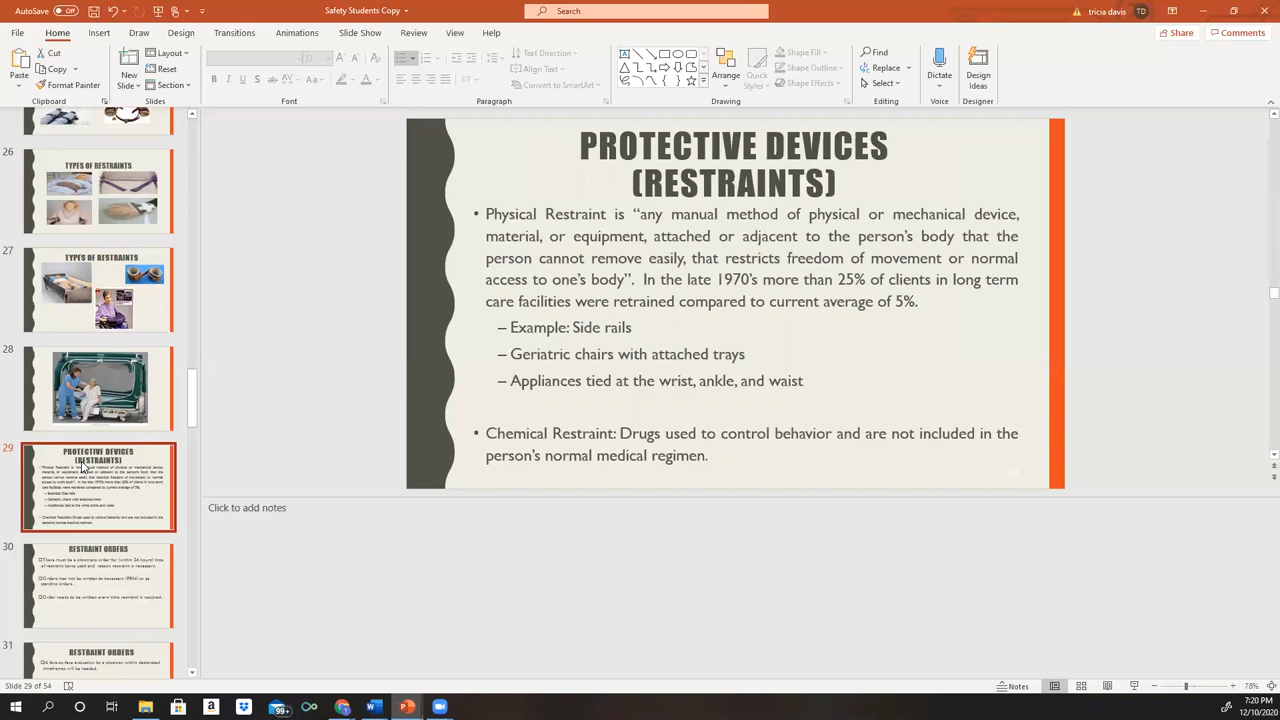 AutoSave Off
Safety Students Copy
Search
tricia davis TD
File Home Insert Draw Design Transitions Animations Slide Show Review View Help Share Comments
Paste Cut Copy Format Painter Clipboard
New Slide Layout Reset Section Slides
32 Font
Text Direction Align Text Convert to SmartArt Paragraph
Arrange Quick Styles Shape Fill Shape Outline Shape Effects Drawing
Find Replace Select Editing
Dictate Voice
Design Ideas Designer
26
TYPES OF RESTRAINTS
27
TYPES OF RESTRAINTS
28
29
PROTECTIVE DEVICES
(RESTRAINTS)
30
RESTRAINT ORDERS
31
RESTRAINT ORDERS
PROTECTIVE DEVICES
(RESTRAINTS)
• Physical Restraint is “any manual method of physical or mechanical device,
material, or equipment, attached or adjacent to the person’s body that the
person cannot remove easily, that restricts freedom of movement or normal
access to one’s body”. In the late 1970’s more than 25% of clients in long term
care facilities were retrained compared to current average of 5%.
– Example: Side rails
– Geriatric chairs with attached trays
– Appliances tied at the wrist, ankle, and waist
• Chemical Restraint: Drugs used to control behavior and are not included in the
person’s normal medical regimen.
Click to add notes
Slide 29 of 54
Notes
78%
99+
7:20 PM
12/10/2020